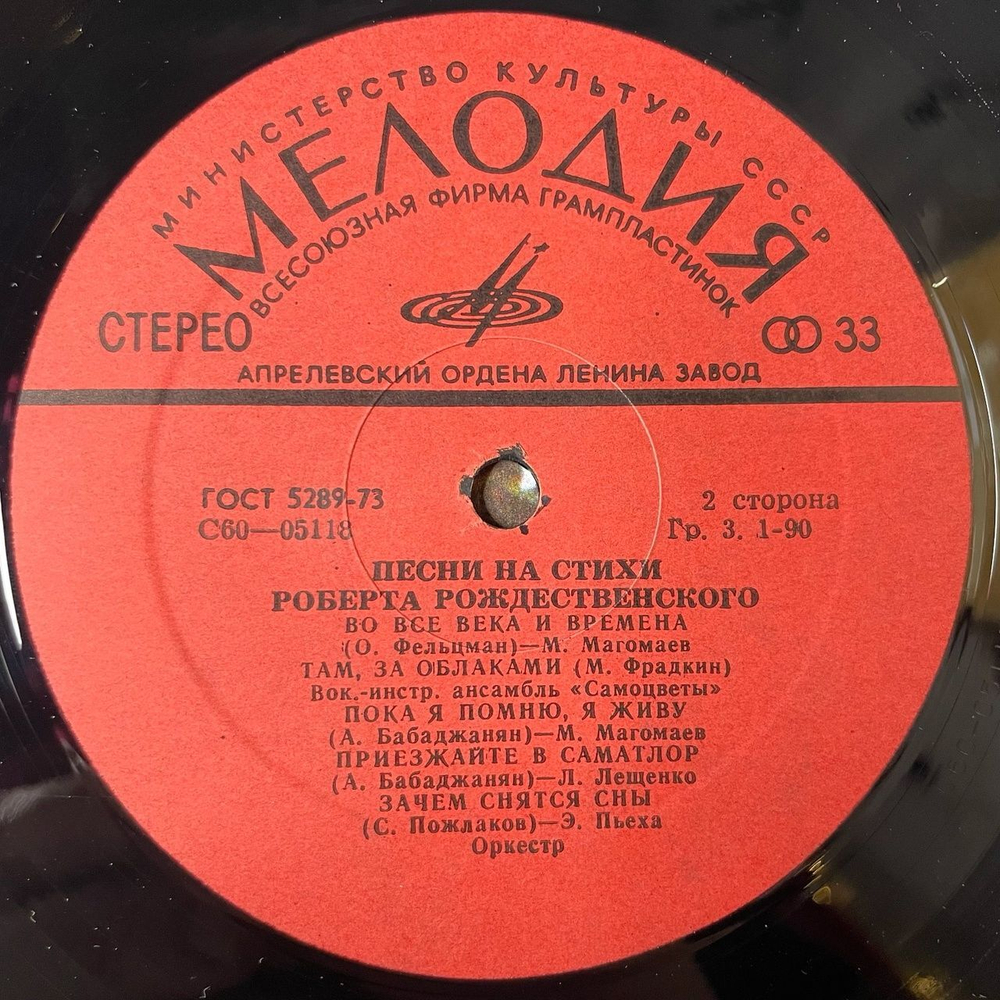 МИНИСТЕРСТВО КУЛЬТУРЫ СССР
МЕЛОДИЯ
ВСЕСОЮЗНАЯ ФИРМА ГРАМПЛАСТИНОК
СТЕРЕО
33
АПРЕЛЕВСКИЙ ОРДЕНА ЛЕНИНА ЗАВОД
ГОСТ 5289-73
2 сторона
С60—05118
Гр. 3. 1-90
ПЕСНИ НА СТИХИ
РОБЕРТА РОЖДЕСТВЕНСКОГО
ВО ВСЕ ВЕКА И ВРЕМЕНА
(О. Фельцман)—М. Магомаев
ТАМ, ЗА ОБЛАКАМИ (М. Фрадкин)
Вок.-инстр. ансамбль «Самоцветы»
ПОКА Я ПОМНЮ, Я ЖИВУ
(А. Бабаджанян)—М. Магомаев
ПРИЕЗЖАЙТЕ В САМАТЛОР
(А. Бабаджанян)—Л. Лещенко
ЗАЧЕМ СНЯТСЯ СНЫ
(С. Пожлаков)—Э. Пьеха
Оркестр